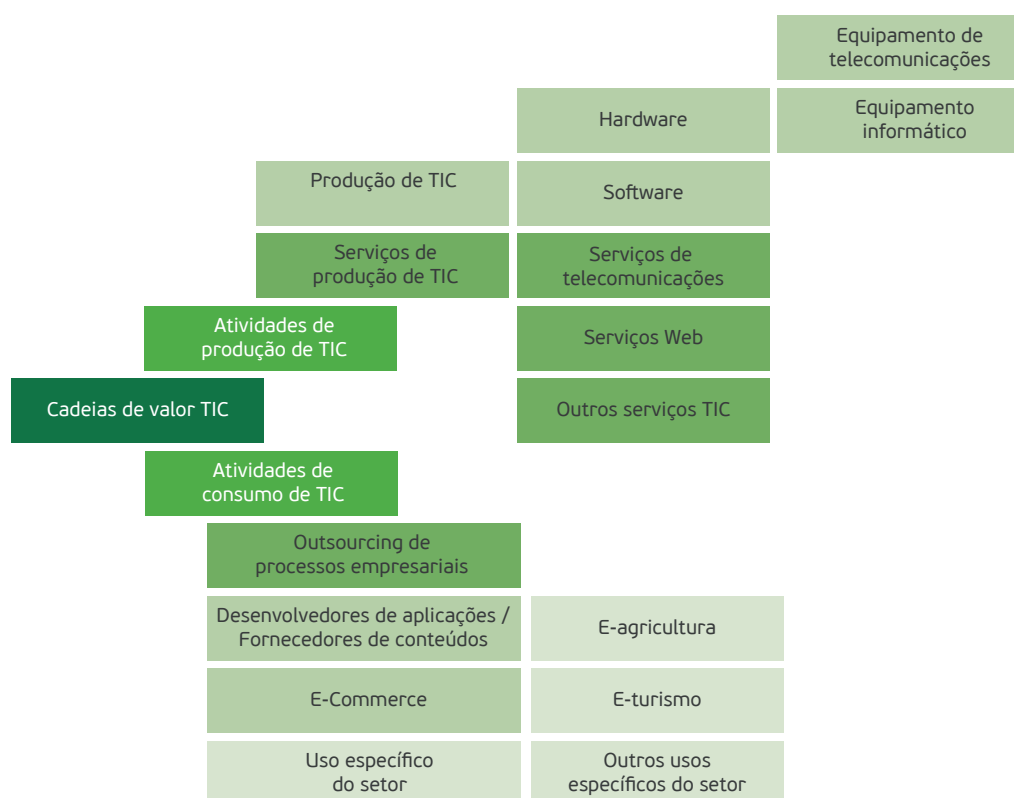 Equipamento de
telecomunicações
Hardware
Equipamento
informático
Produção de TIC
Software
Serviços de
produção de TIC
Serviços de
telecomunicações
Atividades de
produção de TIC
Serviços Web
Cadeias de valor TIC
Outros serviços TIC
Atividades de
consumo de TIC
Outsourcing de
processos empresariais
Desenvolvedores de aplicações /
Fornecedores de conteúdos
E-agricultura
E-Commerce
E-turismo
Uso específico
do setor
Outros usos
específicos do setor